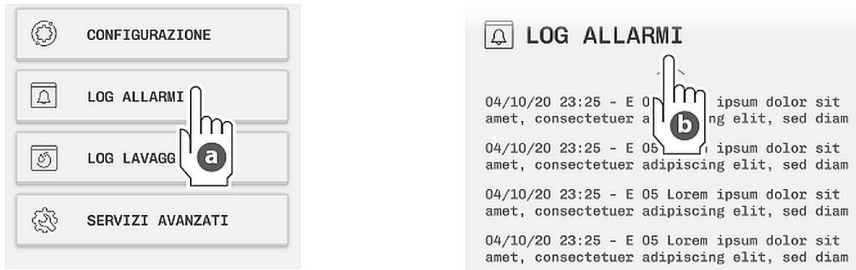 CONFIGURAZIONE
LOG ALLARMI
a
LOG LAVAGG
SERVIZI AVANZATI
LOG ALLARMI
b
04/10/20 23:25 - E 0 ipsum dolor sit
amet, consectetuer a ng elit, sed diam
04/10/20 23:25 - E 05 ipsum dolor sit
amet, consectetuer adipiscing elit, sed diam
04/10/20 23:25 - E 05 Lorem ipsum dolor sit
amet, consectetuer adipiscing elit, sed diam
04/10/20 23:25 - E 05 Lorem ipsum dolor sit
amet, consectetuer adipiscing elit, sed diam